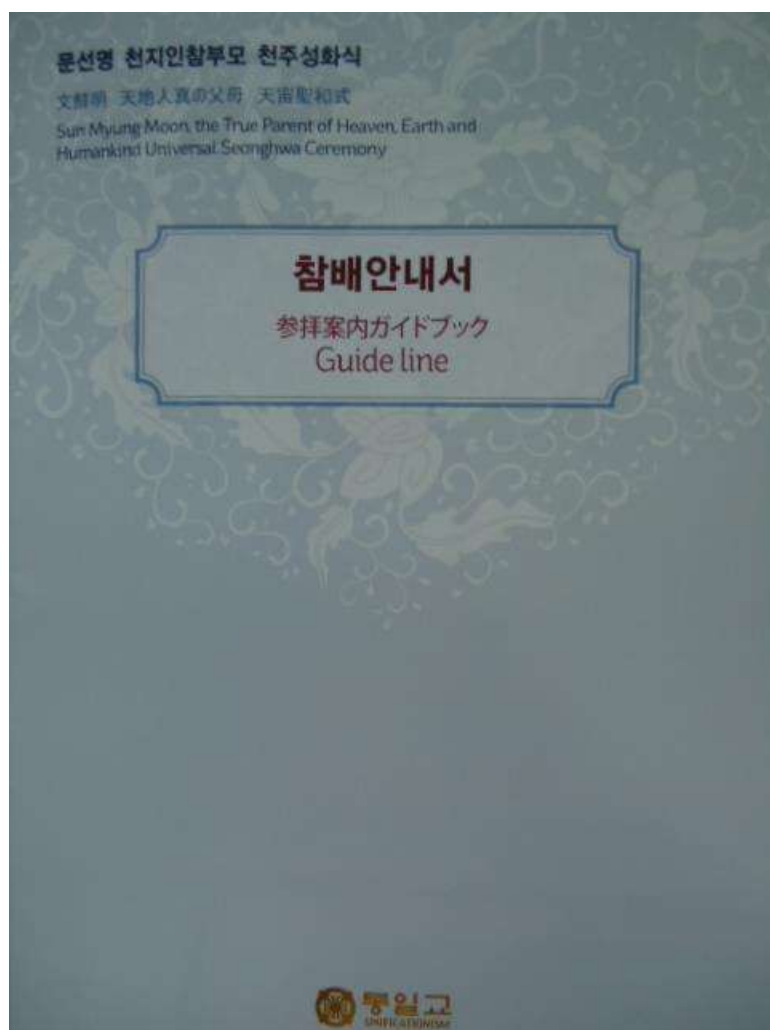 문선명 천지인참부모 천주성화식
文鮮明 天地人真の父母 天宙聖和式
Sun Myung Moon, the True Parent of Heaven, Earth and
Humankind Universal Seonghwa Ceremony
참배안내서
参拝案内ガイドブック
Guide line
통일교
UNIFICATIONISM